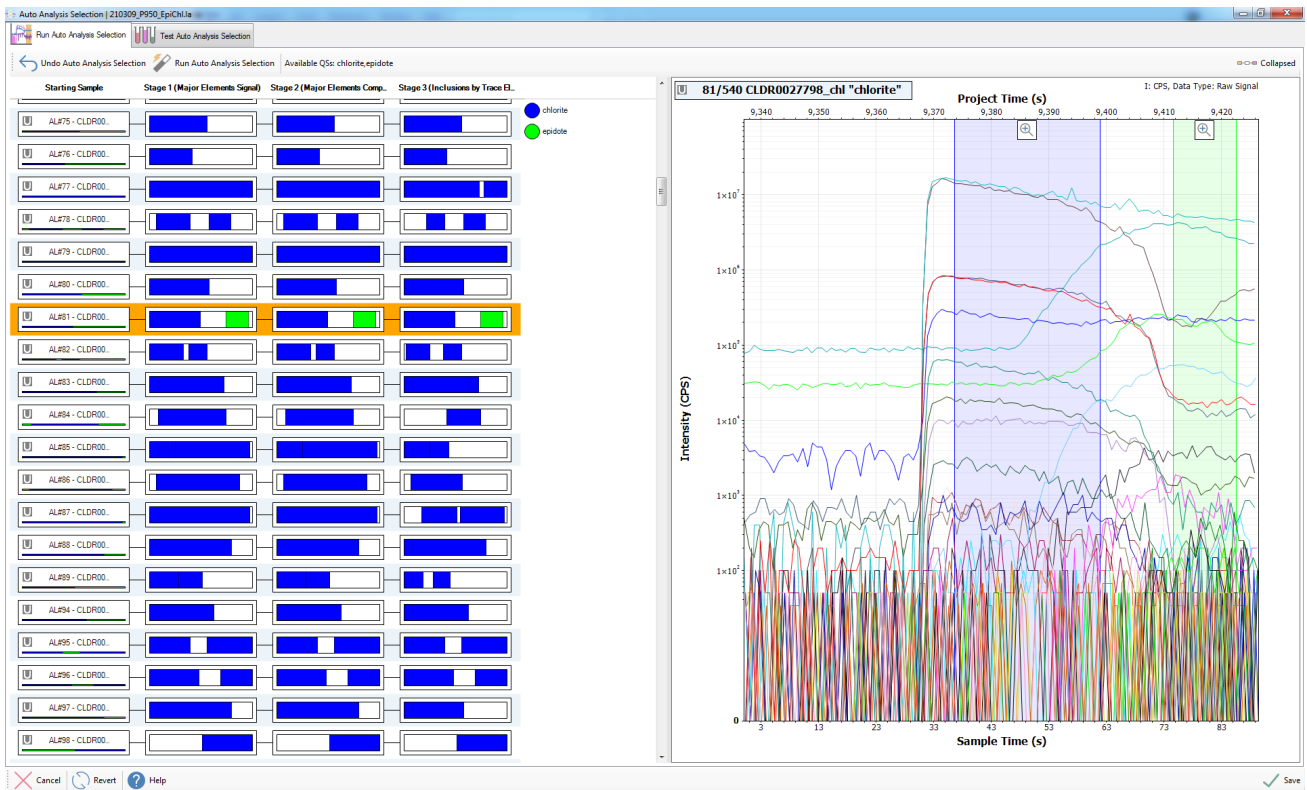 Auto Analysis Selection | 210309_P950_EpiChl.la
Run Auto Analysis Selection
Test Auto Analysis Selection
Undo Auto Analysis Selection
Run Auto Analysis Selection
Available QSs: chlorite,epidote
Collapsed
Starting Sample
Stage 1 (Major Elements Signal)
Stage 2 (Major Elements Comp..
Stage 3 (Inclusions by Trace El..
AL#75 - CLDR00..
AL#76 - CLDR00..
AL#77 - CLDR00..
AL#78 - CLDR00..
AL#79 - CLDR00..
AL#80 - CLDR00..
AL#81 - CLDR00..
AL#82 - CLDR00..
AL#83 - CLDR00..
AL#84 - CLDR00..
AL#85 - CLDR00..
AL#86 - CLDR00..
AL#87 - CLDR00..
AL#88 - CLDR00..
AL#89 - CLDR00..
AL#94 - CLDR00..
AL#95 - CLDR00..
AL#96 - CLDR00..
AL#97 - CLDR00..
AL#98 - CLDR00..
chlorite
epidote
81/540 CLDR0027798_chl "chlorite"
I: CPS, Data Type: Raw Signal
Project Time (s)
9,340 9,350 9,360 9,370 9,380 9,390 9,400 9,410 9,420
Intensity (CPS)
1×10⁷
1×10⁶
1×10⁵
1×10⁴
1×10³
1×10²
0
3 13 23 33 43 53 63 73 83
Sample Time (s)
Cancel
Revert
Help
Save